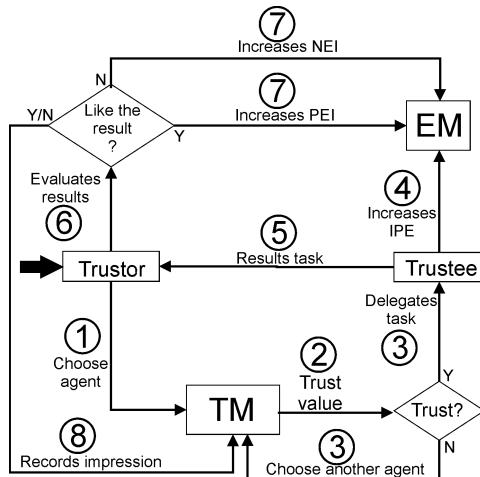 7
Increases NEI
N
Y/N
Like the
result
?
7
Increases PEI
Y
EM
Evaluates
results
6
4
Increases
IPE
5
Results task
Trustor
Trustee
Delegates
task
3
1
Choose
agent
2
Trust
value
TM
Y
Trust?
N
8
Records impression
3
Choose another agent